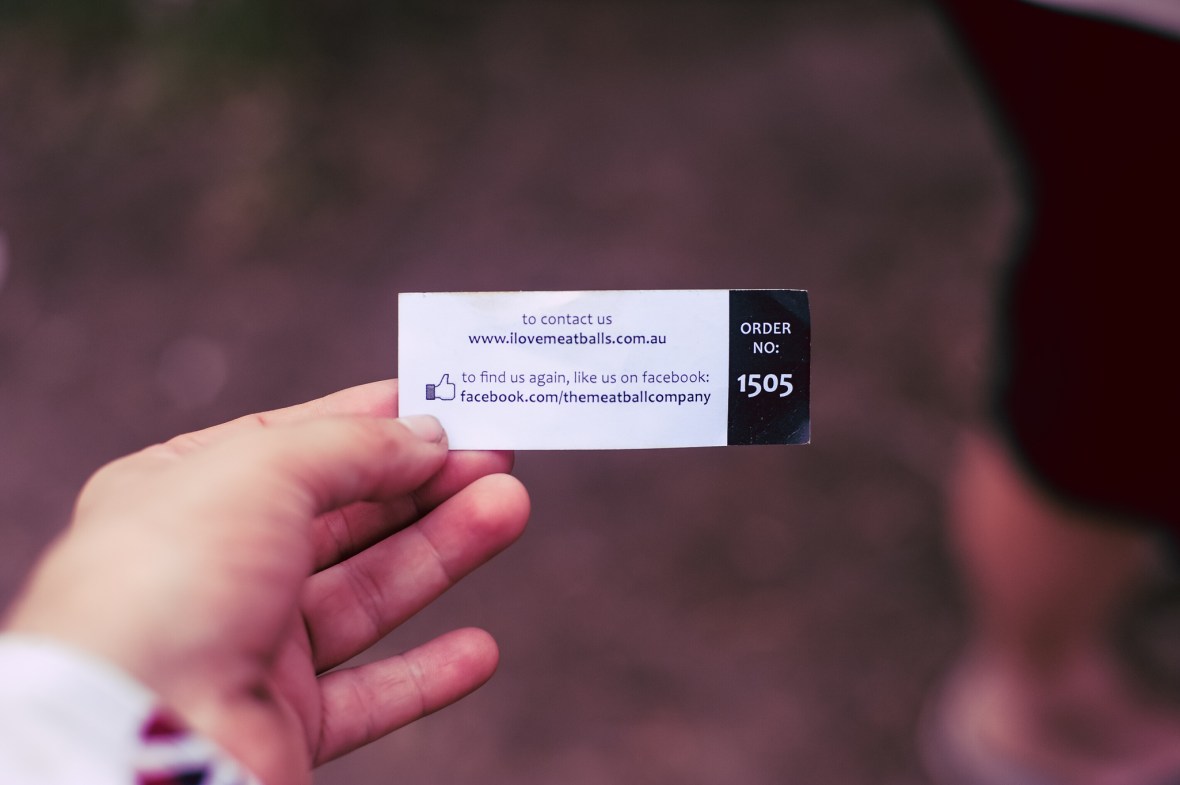 to contact us
www.ilovemeatballs.com.au
to find us again, like us on facebook:
facebook.com/themeatballcompany
ORDER
NO:
1505